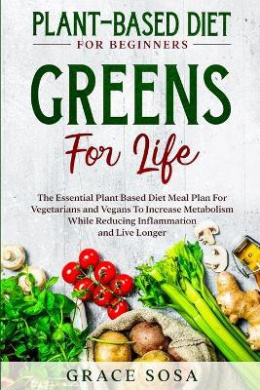 PLANT-BASED DIET
FOR BEGINNERS
GREENS
For Life
The Essential Plant Based Diet Meal Plan For
Vegetarians and Vegans To Increase Metabolism
While Reducing Inflammation
and Live Longer
GRACE SOSA